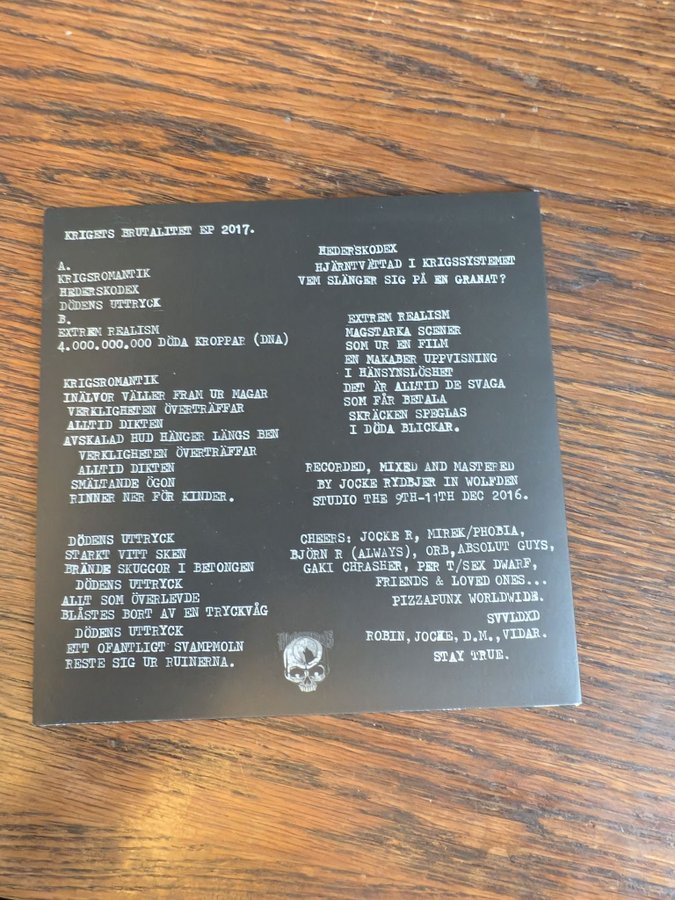 KRIGETS BRUTALITET EP 2017.
A.
KRIGSROMANTIK
HEDERSKODEX
DÖDENS UTTRYCK
B.
EXTREM REALISM
4.000.000.000 DÖDA KROPPAR (DNA)
KRIGSROMANTIK
INÄLVOR VÄLLER FRAM UR MAGAR
VERKLIGHETEN ÖVERTRÄFFAR
ALLTID DIKTEN
AVSKALAD HUD HÄNGER LÄNGS BEN
VERKLIGHETEN ÖVERTRÄFFAR
ALLTID DIKTEN
SMÄLTANDE ÖGON
RINNER NER FÖR KINDER.
DÖDENS UTTRYCK
STARKT VITT SKEN
BRÄNDE SKUGGOR I BETONGEN
DÖDENS UTTRYCK
ALLT SOM ÖVERLEVDE
BLÅSTES BORT AV EN TRYCKVÅG
DÖDENS UTTRYCK
ETT OFANTLIGT SVAMPMOLN
RESTE SIG UR RUINERNA.
HEDERSKODEX
HJÄRNTVÄTTAD I KRIGSSYSTEMET
VEM SLÄNGER SIG PÅ EN GRANAT?
EXTREM REALISM
MAGSTARKA SCENER
SOM UR EN FILM
EN MAKABER UPPVISNING
I HÄNSYNSLÖSHET
DET ÄR ALLTID DE SVAGA
SOM FÅR BETALA
SKRÄCKEN SPEGLAS
I DÖDA BLICKAR.
RECORDED, MIXED AND MASTERED
BY JOCKE RYDBJER IN WOLFDEN
STUDIO THE 9TH-11TH DEC 2016.
CHEERS: JOCKE R, MIREK/PHOBIA,
BJÖRN R (ALWAYS), ORB, ABSOLUT GUYS,
GAKI CHRASHER, PER T/SEX DWARF,
FRIENDS & LOVED ONES...
PIZZAPUNX WORLDWIDE.
SVVLDXD
ROBIN, JOCKE, D.M., VIDAR.
STAY TRUE.